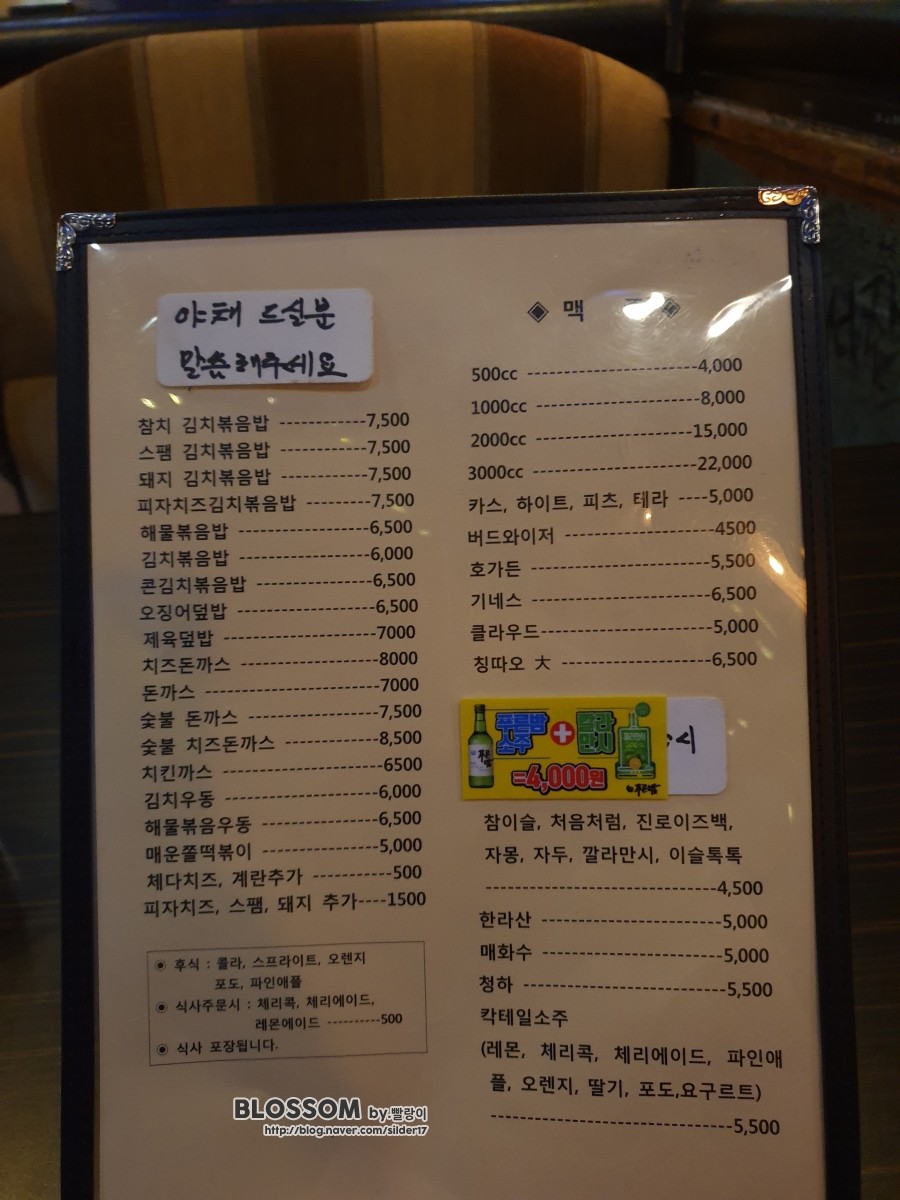 야채 드실분
말씀해주세요
참치 김치볶음밥 -------------7,500
스팸 김치볶음밥 -------------7,500
돼지 김치볶음밥 -------------7,500
피자치즈김치볶음밥 ----------7,500
해물볶음밥 --------------------6,500
김치볶음밥 --------------------6,000
콘김치볶음밥 ------------------6,500
오징어덮밥 --------------------6,500
제육덮밥 -----------------------7000
치즈돈까스 ---------------------8000
돈까스 --------------------------7000
숯불 돈까스 --------------------7,500
숯불 치즈돈까스 ---------------8,500
치킨까스 ------------------------6500
김치우동 -----------------------6,000
해물볶음우동 ------------------6,500
매운쫄떡볶이 ------------------5,000
체다치즈, 계란추가 -------------500
피자치즈, 스팸, 돼지 추가----1500
◉ 후식 : 콜라, 스프라이트, 오렌지
포도, 파인애플
◉ 식사주문시 : 체리콕, 체리에이드,
레몬에이드 ----------500
◉ 식사 포장됩니다.
◈ 맥 ◈
500cc -------------------------4,000
1000cc ------------------------8,000
2000cc -----------------------15,000
3000cc ------------------------22,000
카스, 하이트, 피츠, 테라 ----5,000
버드와이저 ----------------------4500
호가든 --------------------------5,500
기네스 --------------------------6,500
클라우드------------------------5,000
칭따오 大 ----------------------6,500
푸른밤 소주 + 깔라만시
=4,000원
푸른밤
시
참이슬, 처음처럼, 진로이즈백,
자몽, 자두, 깔라만시, 이슬톡톡
----------------------------------4,500
한라산 --------------------------5,000
매화수 --------------------------5,000
청하 ----------------------------5,500
칵테일소주
(레몬, 체리콕, 체리에이드, 파인애
플, 오렌지, 딸기, 포도,요구르트)
-----------------------------------5,500
BLOSSOM by.빨랑이
http://blog.naver.com/silder17